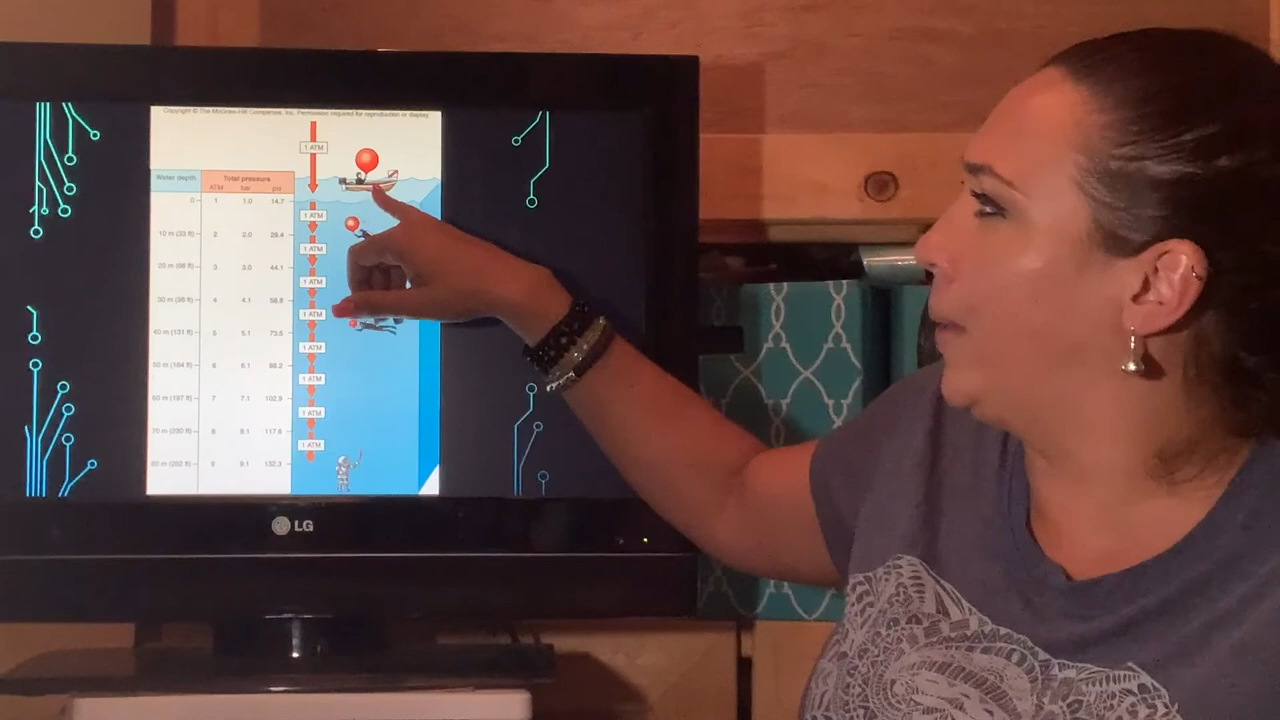 Copyright © The McGraw-Hill Companies, Inc. Permission required for reproduction or display
1 ATM
Water depth Total pressure
ATM bar psi
0 1 1.0 14.7
1 ATM
10 m (33 ft) 2 2.0 29.4
1 ATM
20 m (66 ft) 3 3.0 44.1
1 ATM
30 m (98 ft) 4 4.1 58.8
1 ATM
40 m (131 ft) 5 5.1 73.5
1 ATM
50 m (164 ft) 6 6.1 88.2
1 ATM
60 m (197 ft) 7 7.1 102.9
1 ATM
70 m (230 ft) 8 8.1 117.6
1 ATM
80 m (262 ft) 9 9.1 132.3
LG